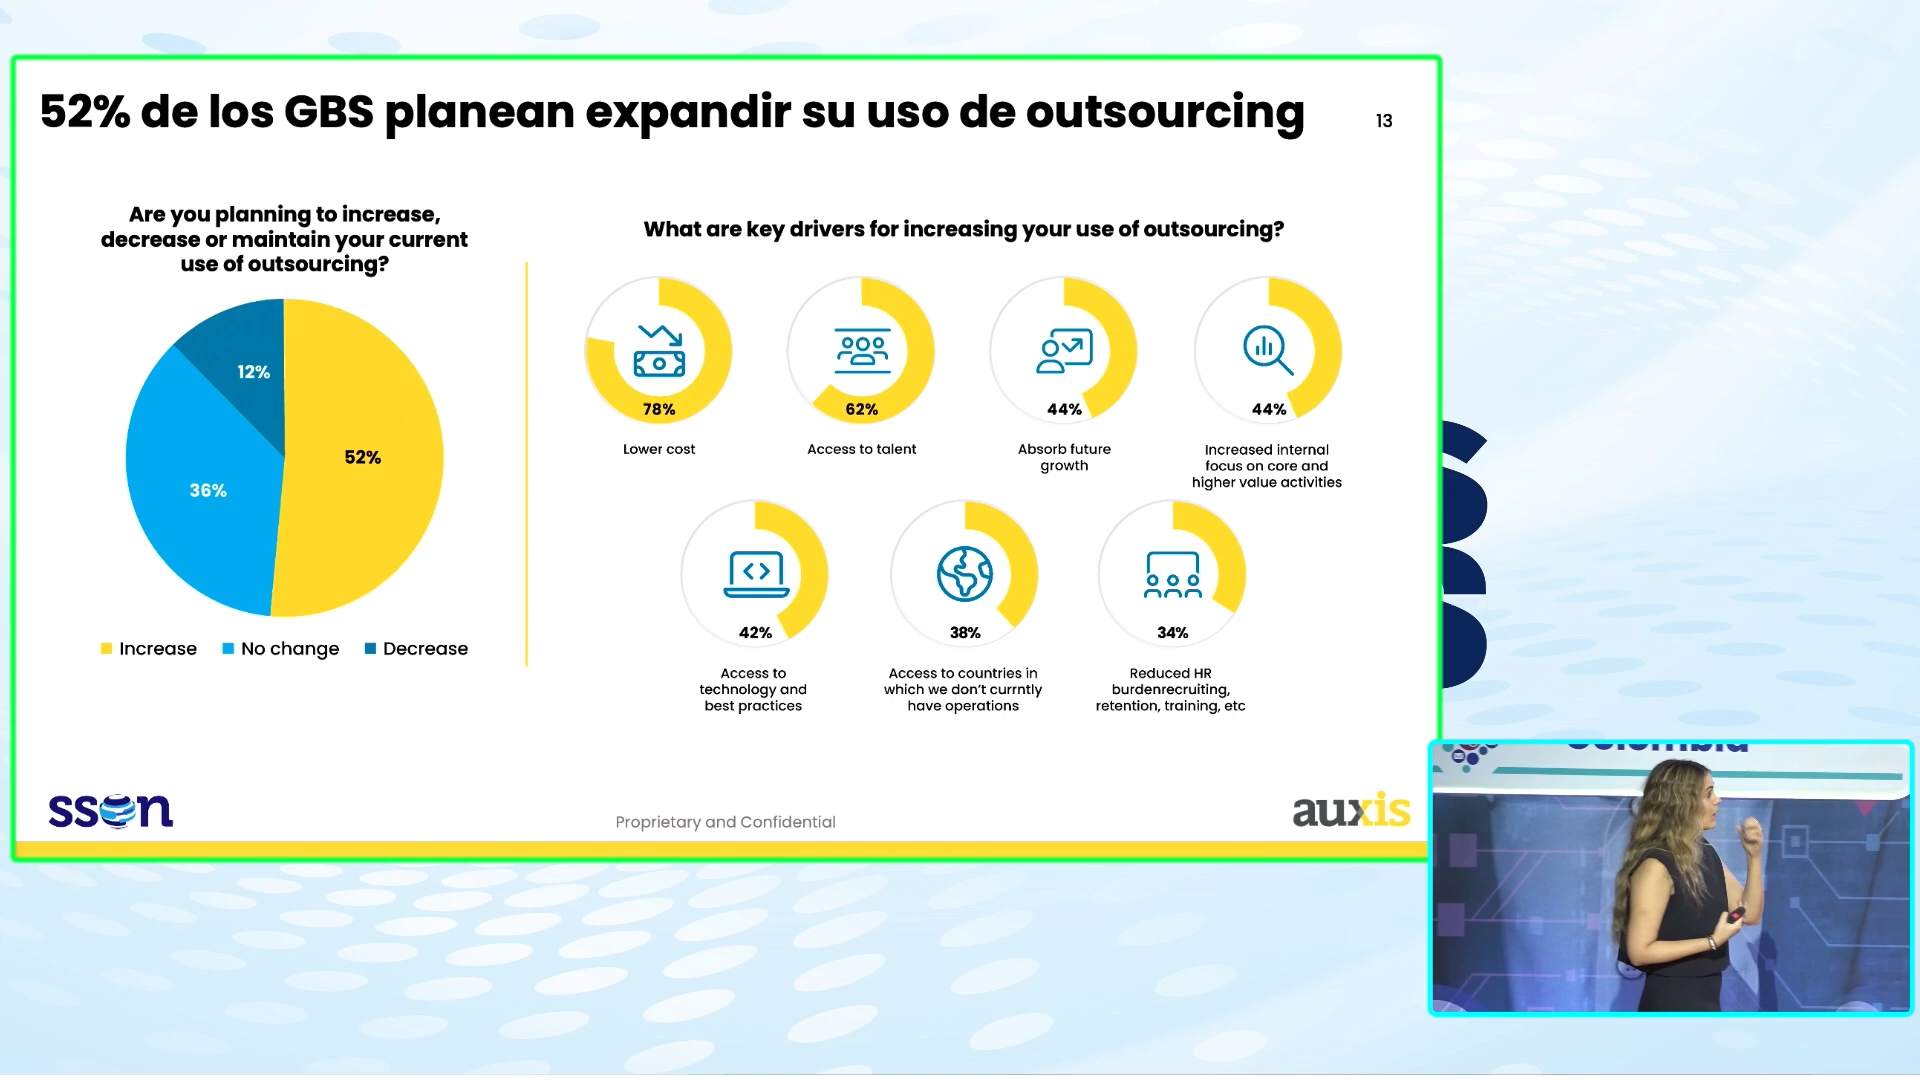 52% de los GBS planean expandir su uso de outsourcing
13
Are you planning to increase,
decrease or maintain your current
use of outsourcing?
12%
52%
36%
Increase
No change
Decrease
What are key drivers for increasing your use of outsourcing?
78%
Lower cost
62%
Access to talent
44%
Absorb future
growth
44%
Increased internal
focus on core and
higher value activities
42%
Access to
technology and
best practices
38%
Access to countries in
which we don't currntly
have operations
34%
Reduced HR
burdenrecruiting,
retention, training, etc
sson
Proprietary and Confidential
auxis
Colombia